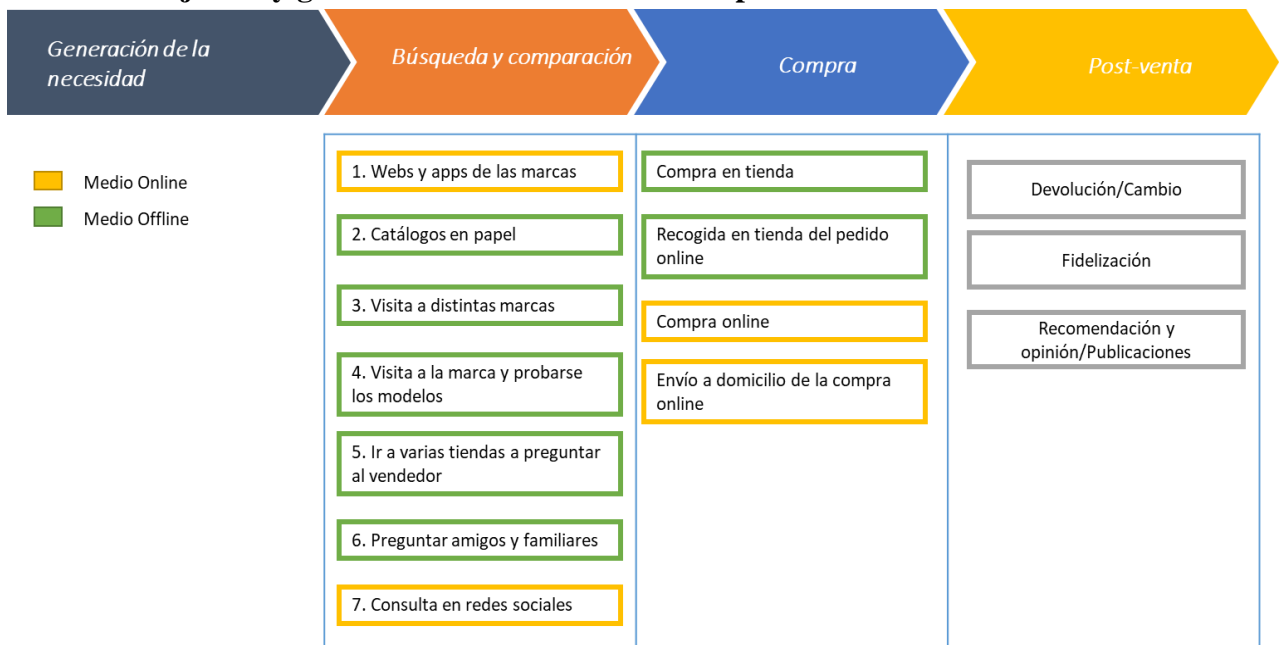 Generación de la
necesidad
Búsqueda y comparación
Compra
Post-venta
Medio Online
Medio Offline
1. Webs y apps de las marcas
2. Catálogos en papel
3. Visita a distintas marcas
4. Visita a la marca y probarse
los modelos
5. Ir a varias tiendas a preguntar
al vendedor
6. Preguntar amigos y familiares
7. Consulta en redes sociales
Compra en tienda
Recogida en tienda del pedido
online
Compra online
Envío a domicilio de la compra
online
Devolución/Cambio
Fidelización
Recomendación y
opinión/Publicaciones